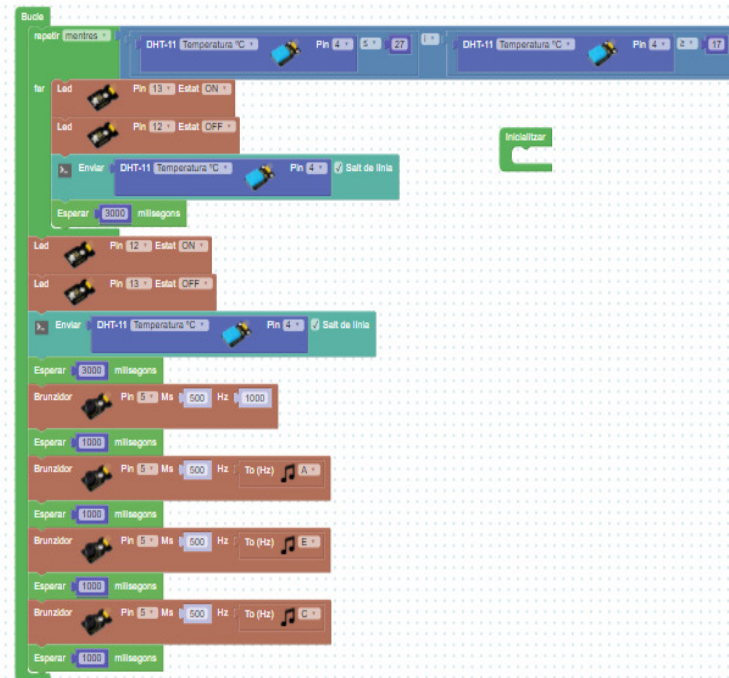 Bucle
repetir mentres DHT-11 Temperatura ºC Pin 4 ≤ 27 i DHT-11 Temperatura ºC Pin 4 ≥ 17
fer Led Pin 13 Estat ON
Led Pin 12 Estat OFF
Inicialitzar
Enviar DHT-11 Temperatura ºC Pin 4 Salt de línia
Esperar 3000 milisegons
Led Pin 12 Estat ON
Led Pin 13 Estat OFF
Enviar DHT-11 Temperatura ºC Pin 4 Salt de línia
Esperar 3000 milisegons
Brunzidor Pin 5 Ms 500 Hz 1000
Esperar 1000 milisegons
Brunzidor Pin 5 Ms 500 Hz To (Hz) A
Esperar 1000 milisegons
Brunzidor Pin 5 Ms 500 Hz To (Hz) E
Esperar 1000 milisegons
Brunzidor Pin 5 Ms 500 Hz To (Hz) C
Esperar 1000 milisegons